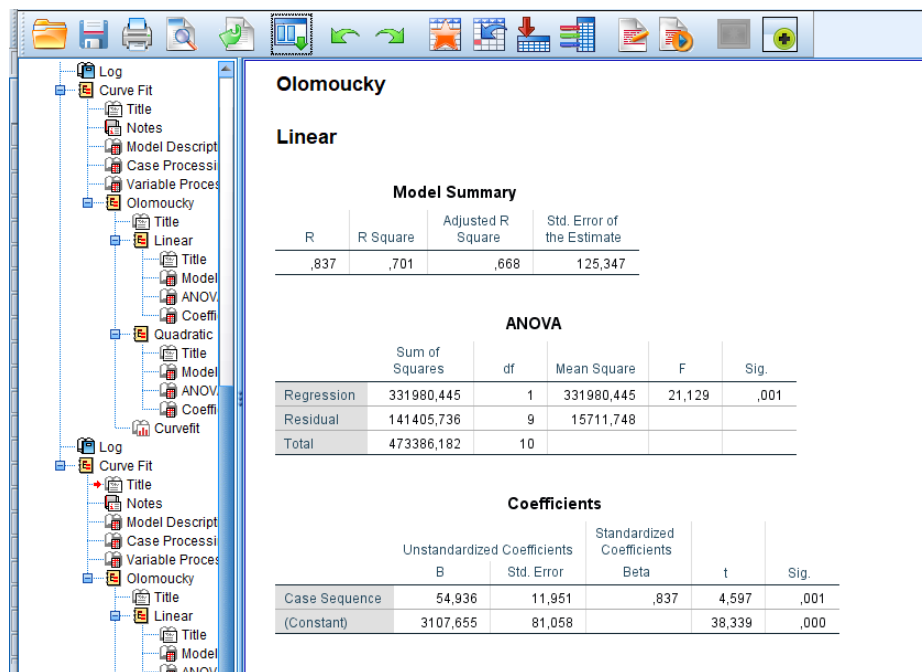 Log
Curve Fit
Title
Notes
Model Descript
Case Processi
Variable Proces
Olomoucky
Title
Linear
Title
Model
ANOV
Coeffi
Quadratic
Title
Model
ANOV
Coeffi
Curvefit
Log
Curve Fit
Title
Notes
Model Descript
Case Processi
Variable Proces
Olomoucky
Title
Linear
Title
Model
ANOV
Olomoucky
Linear
Model Summary
R R Square Adjusted R Square Std. Error of the Estimate
,837 ,701 ,668 125,347
ANOVA
Sum of Squares df Mean Square F Sig.
Regression 331980,445 1 331980,445 21,129 ,001
Residual 141405,736 9 15711,748
Total 473386,182 10
Coefficients
Unstandardized Coefficients Standardized Coefficients
B Std. Error Beta t Sig.
Case Sequence 54,936 11,951 ,837 4,597 ,001
(Constant) 3107,655 81,058 38,339 ,000